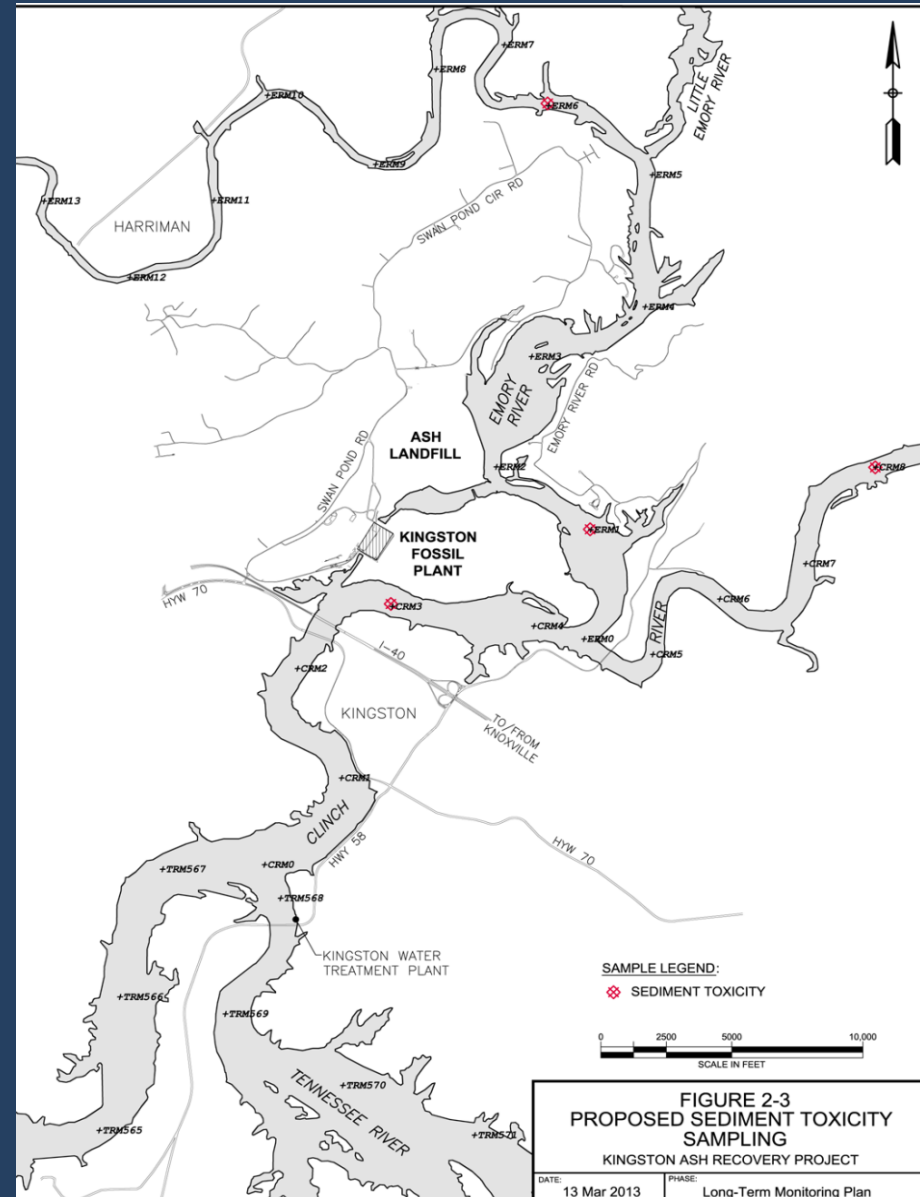 +ERM7
+ERM8
+ERM6
+ERM10
LITTLE
EMORY RIVER
+ERM9
+ERM5
+ERM13
+ERM11
HARRIMAN
SWAN POND CIR RD
+ERM12
+ERM4
+ERM3
EMORY
RIVER
EMORY RIVER RD
ASH
LANDFILL
+ERM2
+CRM8
SWAN POND RD
+ERM1
KINGSTON
FOSSIL
PLANT
+CRM7
HYW 70
+CRM3
+CRM6
+CRM4
+ERM0
RIVER
+CRM5
I-40
+CRM2
KINGSTON
TO/FROM
KNOXVILLE
+CRM1
CLINCH
HWY 58
HYW 70
+TRM567
+CRM0
+TRM568
KINGSTON WATER
TREATMENT PLANT
+TRM566
+TRM569
SAMPLE LEGEND:
SEDIMENT TOXICITY
0 2500 5000 10,000
SCALE IN FEET
TENNESSEE RIVER
+TRM570
+TRM565
+TRM571
FIGURE 2-3
PROPOSED SEDIMENT TOXICITY
SAMPLING
KINGSTON ASH RECOVERY PROJECT
DATE:
13 Mar 2013
PHASE:
Long-Term Monitoring Plan